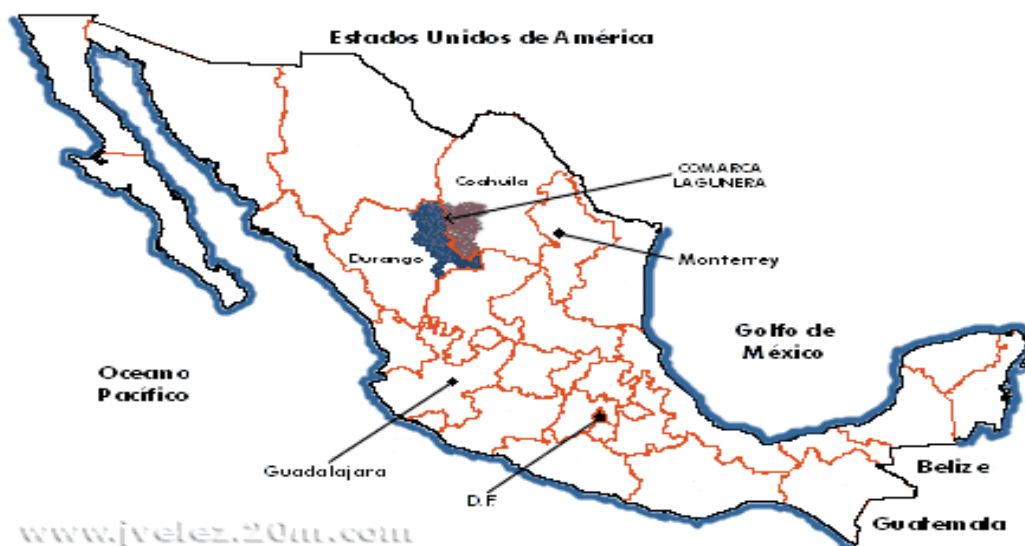 Estados Unidos de América
COMARCA
LAGUNERA
Coahuila
Durango
Monterrey
Golfo de
México
Oceano
Pacífico
Guadalajara
D.F.
Belize
Guatemala
www.jvelez.20m.com